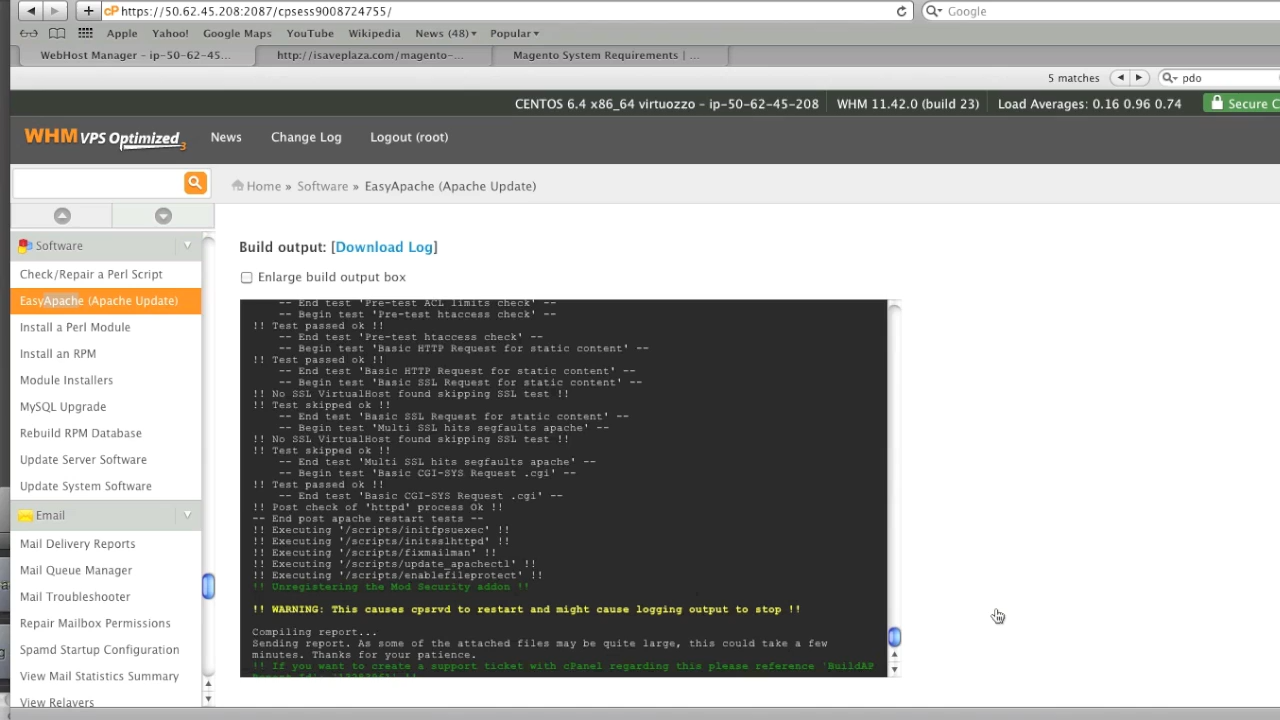 https://50.62.45.208:2087/cpsess9008724755/
Google
Apple Yahoo! Google Maps YouTube Wikipedia News (48) Popular
WebHost Manager – ip-50-62-45...
http://isaveplaza.com/magento-...
Magento System Requirements | ...
5 matches
pdo
CENTOS 6.4 x86_64 virtuozzo – ip-50-62-45-208 WHM 11.42.0 (build 23) Load Averages: 0.16 0.96 0.74 Secure C
WHM VPS Optimized 3
News Change Log Logout (root)
Home » Software » EasyApache (Apache Update)
Software
Check/Repair a Perl Script
EasyApache (Apache Update)
Install a Perl Module
Install an RPM
Module Installers
MySQL Upgrade
Rebuild RPM Database
Update Server Software
Update System Software
Email
Mail Delivery Reports
Mail Queue Manager
Mail Troubleshooter
Repair Mailbox Permissions
Spamd Startup Configuration
View Mail Statistics Summary
View Relayers
Build output: [Download Log]
Enlarge build output box
-- End test 'Pre-test ACL limits check' --
-- Begin test 'Pre-test htaccess check' --
!! Test passed ok !!
-- End test 'Pre-test htaccess check' --
-- Begin test 'Basic HTTP Request for static content' --
!! Test passed ok !!
-- End test 'Basic HTTP Request for static content' --
-- Begin test 'Basic SSL Request for static content' --
!! No SSL VirtualHost found skipping SSL test !!
!! Test skipped ok !!
-- End test 'Basic SSL Request for static content' --
-- Begin test 'Multi SSL hits segfaults apache' --
!! No SSL VirtualHost found skipping SSL test !!
!! Test skipped ok !!
-- End test 'Multi SSL hits segfaults apache' --
-- Begin test 'Basic CGI-SYS Request .cgi' --
!! Test passed ok !!
-- End test 'Basic CGI-SYS Request .cgi' --
!! Post check of 'httpd' process Ok !!
-- End post apache restart tests --
!! Executing '/scripts/initfpsuexec' !!
!! Executing '/scripts/initsslhttpd' !!
!! Executing '/scripts/fixmailman' !!
!! Executing '/scripts/update_apachectl' !!
!! Executing '/scripts/enablefileprotect' !!
!! Unregistering the Mod Security addon !!
!! WARNING: This causes cpsrvd to restart and might cause logging output to stop !!
Compiling report...
Sending report. As some of the attached files may be quite large, this could take a few
minutes. Thanks for your patience.
!! If you want to create a support ticket with cPanel regarding this please reference 'BuildAP